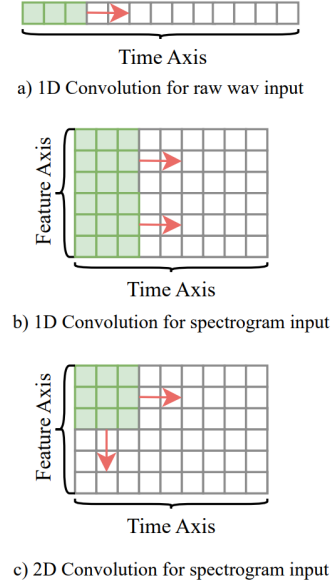 Time Axis
a) 1D Convolution for raw wav input
Feature Axis
Time Axis
b) 1D Convolution for spectrogram input
Feature Axis
Time Axis
c) 2D Convolution for spectrogram input